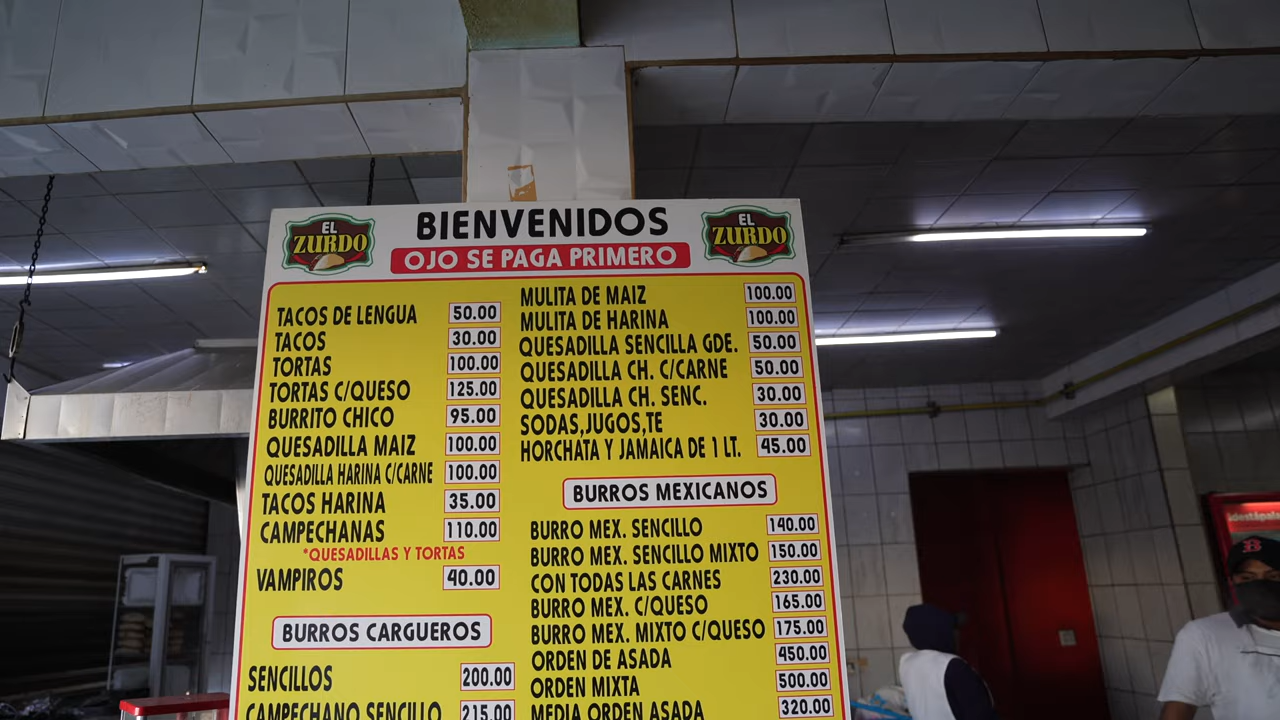 EL ZURDO
BIENVENIDOS
EL ZURDO
OJO SE PAGA PRIMERO
TACOS DE LENGUA 50.00
TACOS 30.00
TORTAS 100.00
TORTAS C/QUESO 125.00
BURRITO CHICO 95.00
QUESADILLA MAIZ 100.00
QUESADILLA HARINA C/CARNE 100.00
TACOS HARINA 35.00
CAMPECHANAS 110.00
*QUESADILLAS Y TORTAS
VAMPIROS 40.00
BURROS CARGUEROS
SENCILLOS 200.00
CAMPECHANO SENCILLO 215.00
MULITA DE MAIZ 100.00
MULITA DE HARINA 100.00
QUESADILLA SENCILLA GDE. 50.00
QUESADILLA CH. C/CARNE 50.00
QUESADILLA CH. SENC. 30.00
SODAS,JUGOS,TE 30.00
HORCHATA Y JAMAICA DE 1 LT. 45.00
BURROS MEXICANOS
BURRO MEX. SENCILLO 140.00
BURRO MEX. SENCILLO MIXTO 150.00
CON TODAS LAS CARNES 230.00
BURRO MEX. C/QUESO 165.00
BURRO MEX. MIXTO C/QUESO 175.00
ORDEN DE ASADA 450.00
ORDEN MIXTA 500.00
MEDIA ORDEN ASADA 320.00
B